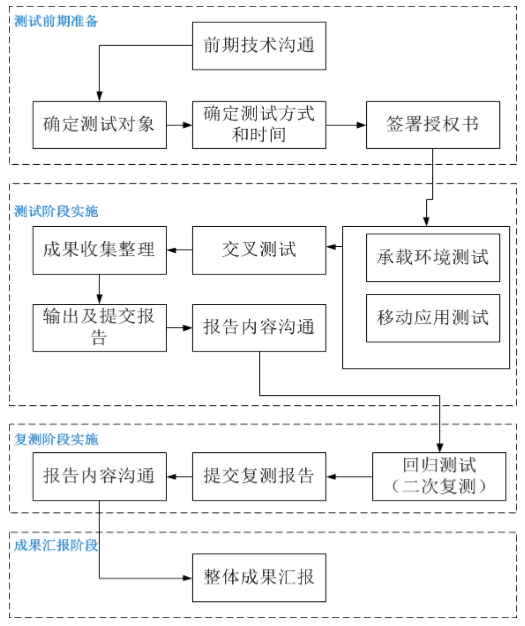 测试前期准备
前期技术沟通
确定测试对象
确定测试方式
和时间
签署授权书
测试阶段实施
成果收集整理
交叉测试
承载环境测试
移动应用测试
输出及提交报
告
报告内容沟通
复测阶段实施
报告内容沟通
提交复测报告
回归测试
（二次复测）
成果汇报阶段
整体成果汇报